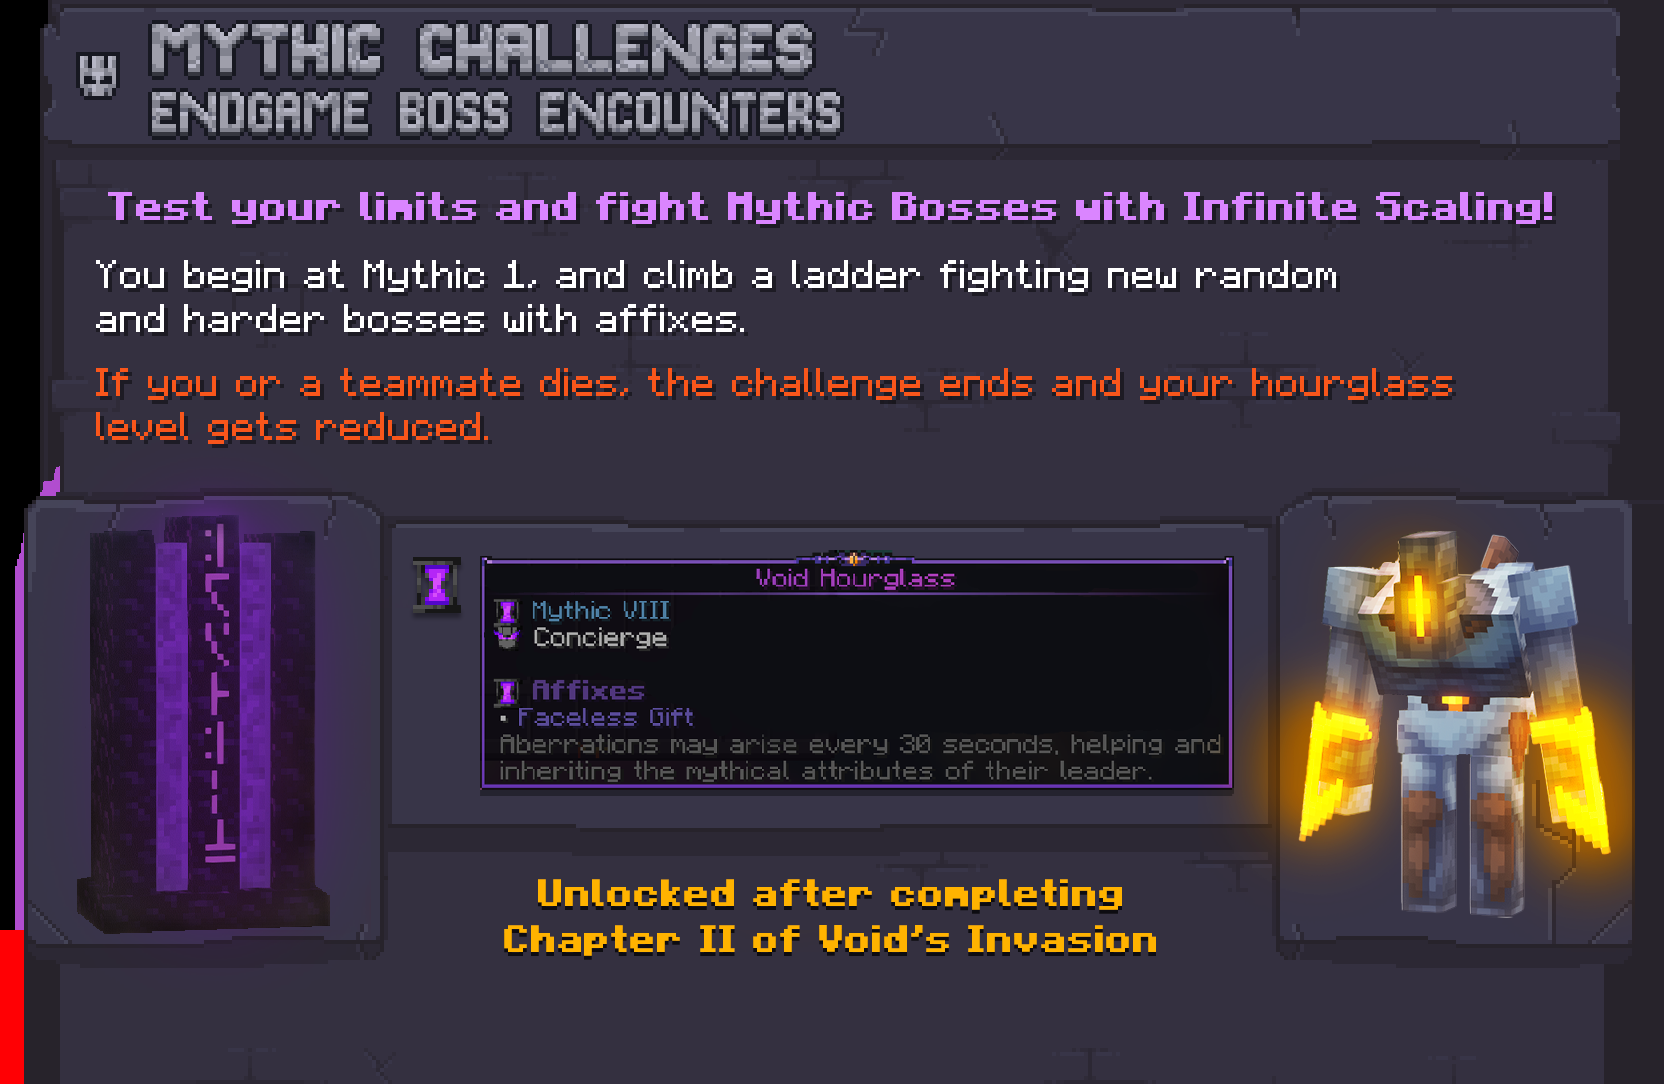 MYTHIC CHALLENGES
ENDGAME BOSS ENCOUNTERS
Test your limits and fight Mythic Bosses with Infinite Scaling!
You begin at Mythic 1, and climb a ladder fighting new random
and harder bosses with affixes.
If you or a teammate dies, the challenge ends and your hourglass
level gets reduced.
Void Hourglass
Mythic VIII
Concierge
Affixes
• Faceless Gift
Aberrations may arise every 30 seconds, helping and
inheriting the mythical attributes of their leader.
Unlocked after completing
Chapter II of Void's Invasion